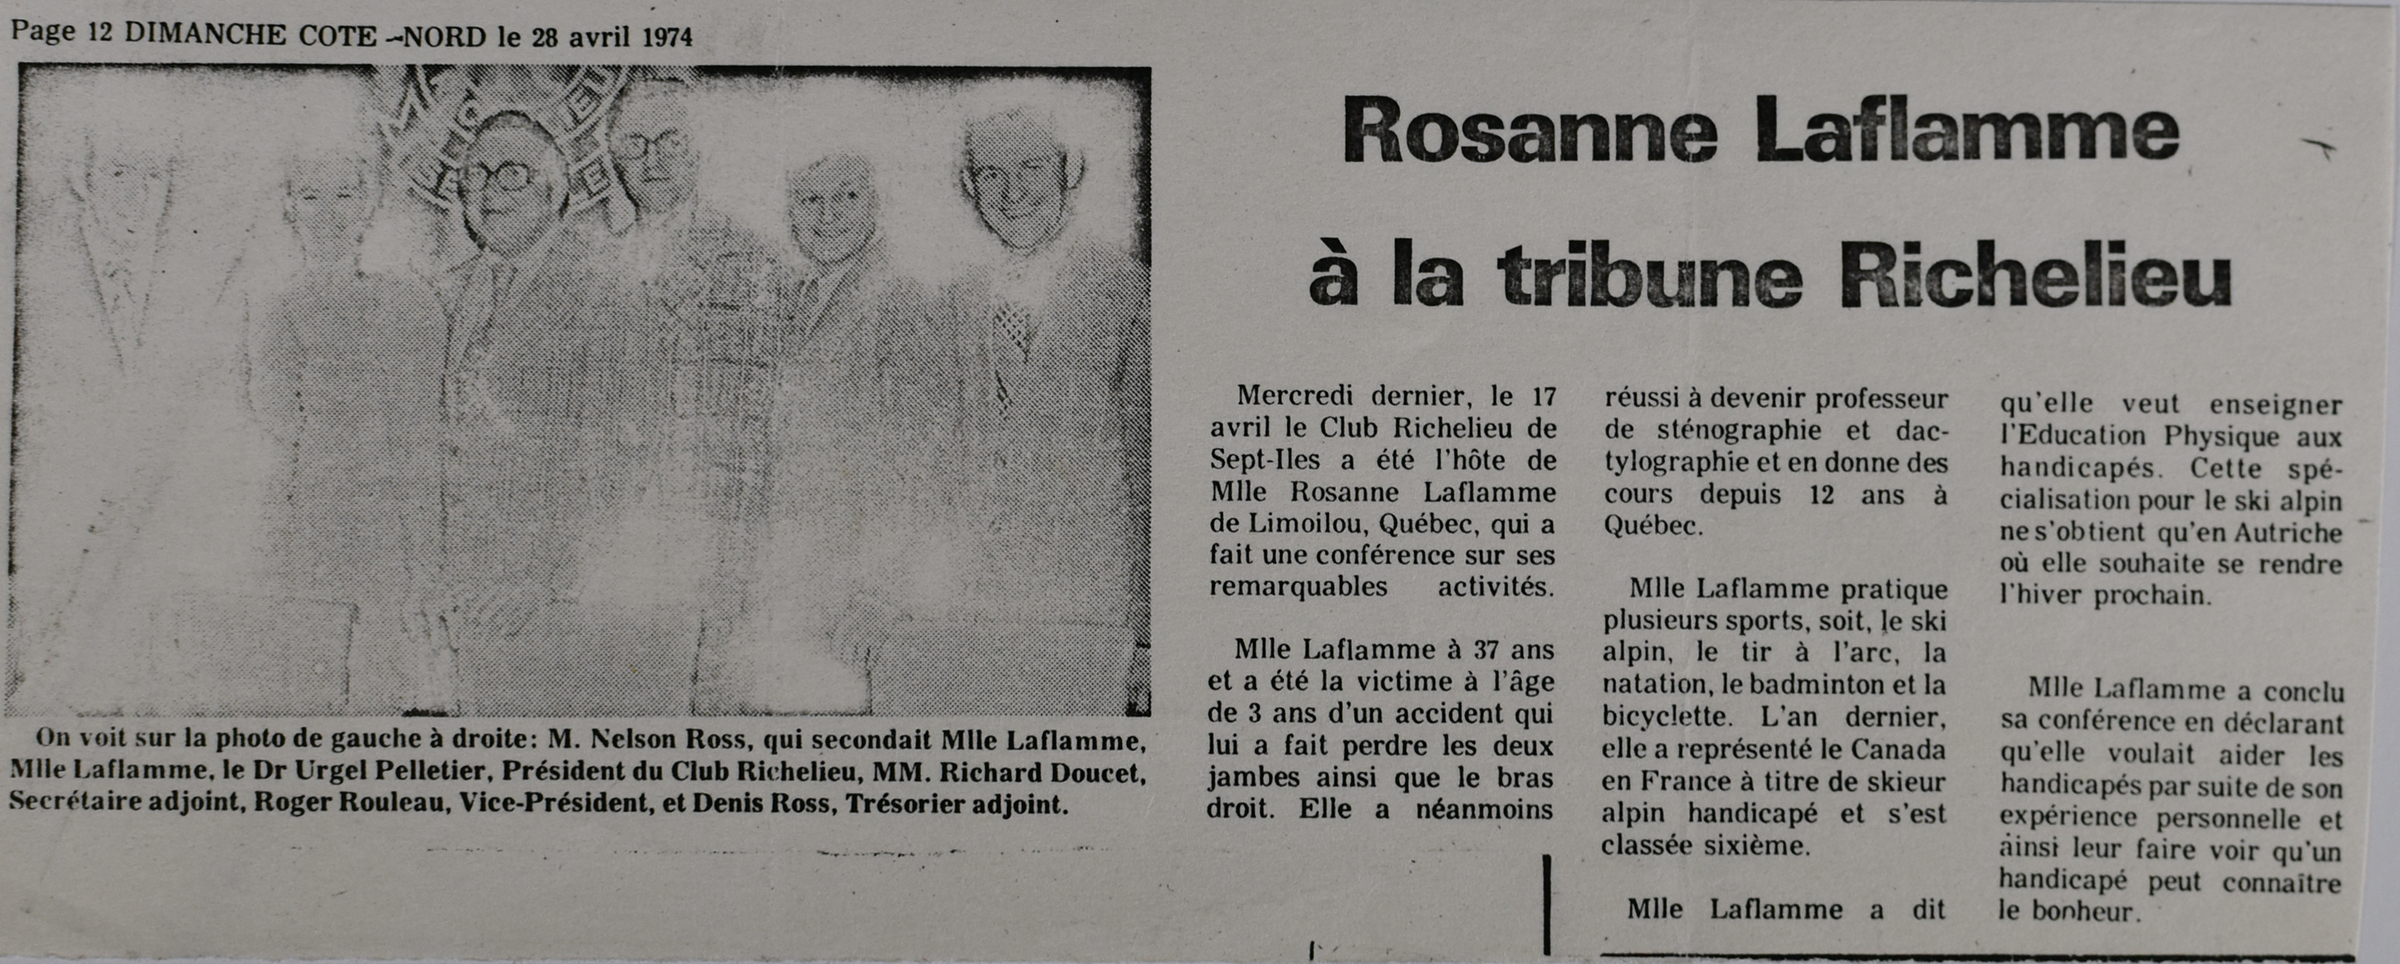 Page 12 DIMANCHE COTE -NORD le 28 avril 1974
Rosanne Laflamme
à la tribune Richelieu
On voit sur la photo de gauche à droite: M. Nelson Ross, qui secondait Mlle Laflamme,
Mlle Laflamme, le Dr Urgel Pelletier, Président du Club Richelieu, MM. Richard Doucet,
Secrétaire adjoint, Roger Rouleau, Vice-Président, et Denis Ross, Trésorier adjoint.
Mercredi dernier, le 17
avril le Club Richelieu de
Sept-Iles a été l'hôte de
Mlle Rosanne Laflamme
de Limoilou, Québec, qui a
fait une conférence sur ses
remarquables activités.
Mlle Laflamme à 37 ans
et a été la victime à l'âge
de 3 ans d'un accident qui
lui a fait perdre les deux
jambes ainsi que le bras
droit. Elle a néanmoins
réussi à devenir professeur
de sténographie et dac-
tylographie et en donne des
cours depuis 12 ans à
Québec.
Mlle Laflamme pratique
plusieurs sports, soit, le ski
alpin, le tir à l'arc, la
natation, le badminton et la
bicyclette. L'an dernier,
elle a représenté le Canada
en France à titre de skieur
alpin handicapé et s'est
classée sixième.
Mlle Laflamme a dit
qu'elle veut enseigner
l'Education Physique aux
handicapés. Cette spé-
cialisation pour le ski alpin
ne s'obtient qu'en Autriche
où elle souhaite se rendre
l'hiver prochain.
Mlle Laflamme a conclu
sa conférence en déclarant
qu'elle voulait aider les
handicapés par suite de son
expérience personnelle et
ainsi leur faire voir qu'un
handicapé peut connaître
le bonheur.